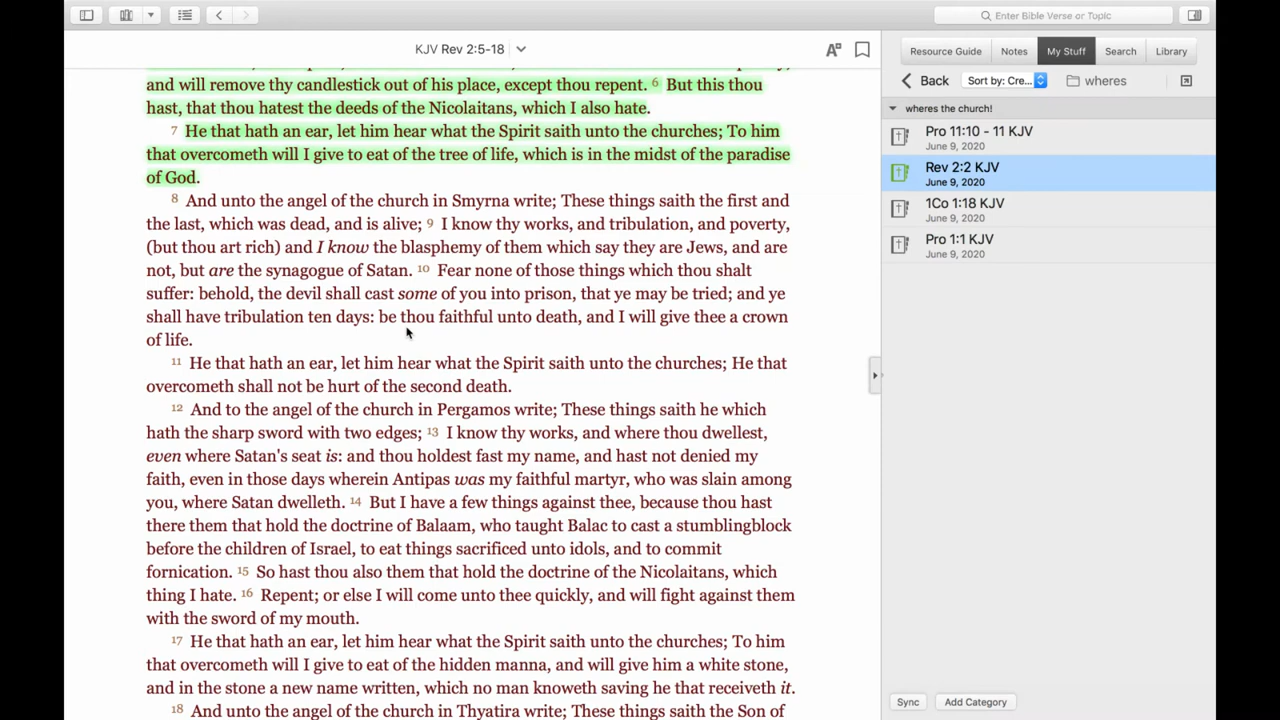 Enter Bible Verse or Topic
KJV Rev 2:5-18
and will remove thy candlestick out of his place, except thou repent. 6 But this thou
hast, that thou hatest the deeds of the Nicolaitans, which I also hate.
7 He that hath an ear, let him hear what the Spirit saith unto the churches; To him
that overcometh will I give to eat of the tree of life, which is in the midst of the paradise
of God.
8 And unto the angel of the church in Smyrna write; These things saith the first and
the last, which was dead, and is alive; 9 I know thy works, and tribulation, and poverty,
(but thou art rich) and I know the blasphemy of them which say they are Jews, and are
not, but are the synagogue of Satan. 10 Fear none of those things which thou shalt
suffer: behold, the devil shall cast some of you into prison, that ye may be tried; and ye
shall have tribulation ten days: be thou faithful unto death, and I will give thee a crown
of life.
11 He that hath an ear, let him hear what the Spirit saith unto the churches; He that
overcometh shall not be hurt of the second death.
12 And to the angel of the church in Pergamos write; These things saith he which
hath the sharp sword with two edges; 13 I know thy works, and where thou dwellest,
even where Satan's seat is: and thou holdest fast my name, and hast not denied my
faith, even in those days wherein Antipas was my faithful martyr, who was slain among
you, where Satan dwelleth. 14 But I have a few things against thee, because thou hast
there them that hold the doctrine of Balaam, who taught Balac to cast a stumblingblock
before the children of Israel, to eat things sacrificed unto idols, and to commit
fornication. 15 So hast thou also them that hold the doctrine of the Nicolaitans, which
thing I hate. 16 Repent; or else I will come unto thee quickly, and will fight against them
with the sword of my mouth.
17 He that hath an ear, let him hear what the Spirit saith unto the churches; To him
that overcometh will I give to eat of the hidden manna, and will give him a white stone,
and in the stone a new name written, which no man knoweth saving he that receiveth it.
18 And unto the angel of the church in Thyatira write; These things saith the Son of
Resource Guide Notes My Stuff Search Library
Back Sort by: Cre... wheres
wheres the church!
Pro 11:10 - 11 KJV
June 9, 2020
Rev 2:2 KJV
June 9, 2020
1Co 1:18 KJV
June 9, 2020
Pro 1:1 KJV
June 9, 2020
Sync Add Category